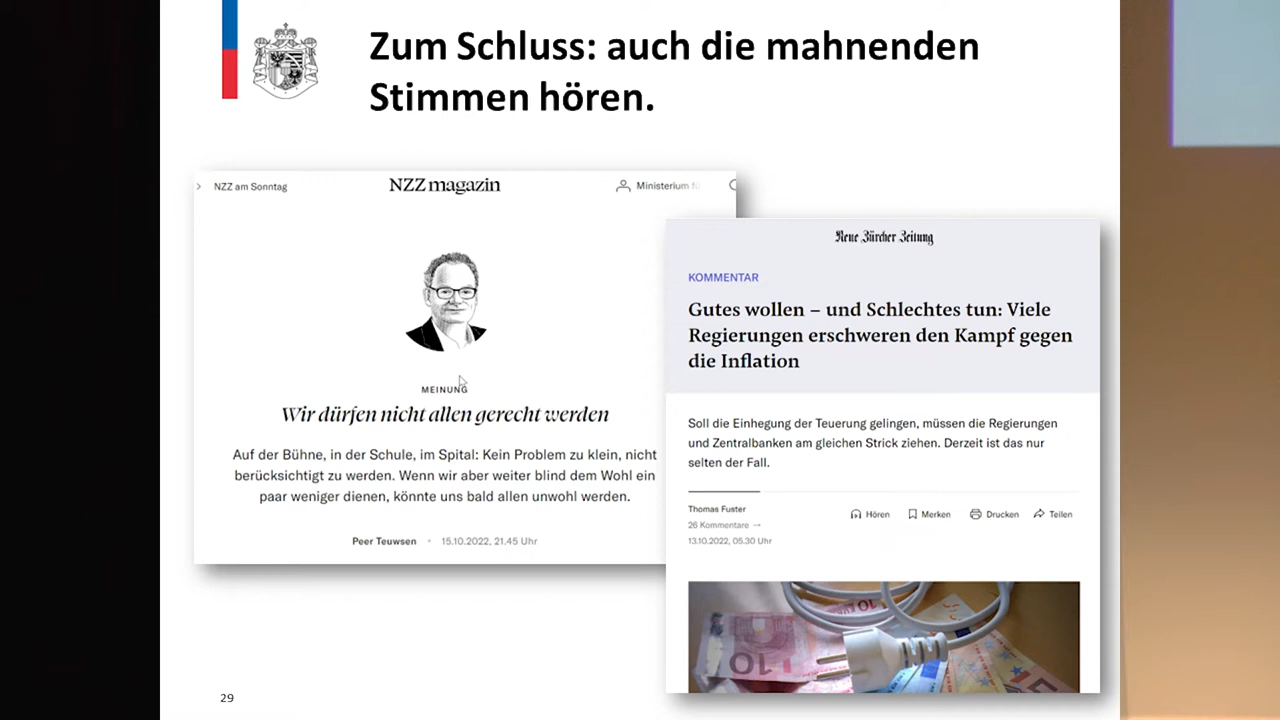 Zum Schluss: auch die mahnenden
Stimmen hören.
NZZ am Sonntag
NZZ magazin
Ministerium
MEINUNG
Wir dürfen nicht allen gerecht werden
Auf der Bühne, in der Schule, im Spital: Kein Problem zu klein, nicht
berücksichtigt zu werden. Wenn wir aber weiter blind dem Wohl ein
paar weniger dienen, könnte uns bald allen unwohl werden.
Peer Teuwsen • 15.10.2022, 21.45 Uhr
Neue Zürcher Zeitung
KOMMENTAR
Gutes wollen – und Schlechtes tun: Viele
Regierungen erschweren den Kampf gegen
die Inflation
Soll die Einhegung der Teuerung gelingen, müssen die Regierungen
und Zentralbanken am gleichen Strick ziehen. Derzeit ist das nur
selten der Fall.
Thomas Fuster
26 Kommentare →
13.10.2022, 05.30 Uhr
Hören Merken Drucken Teilen
10 EURO
10
29